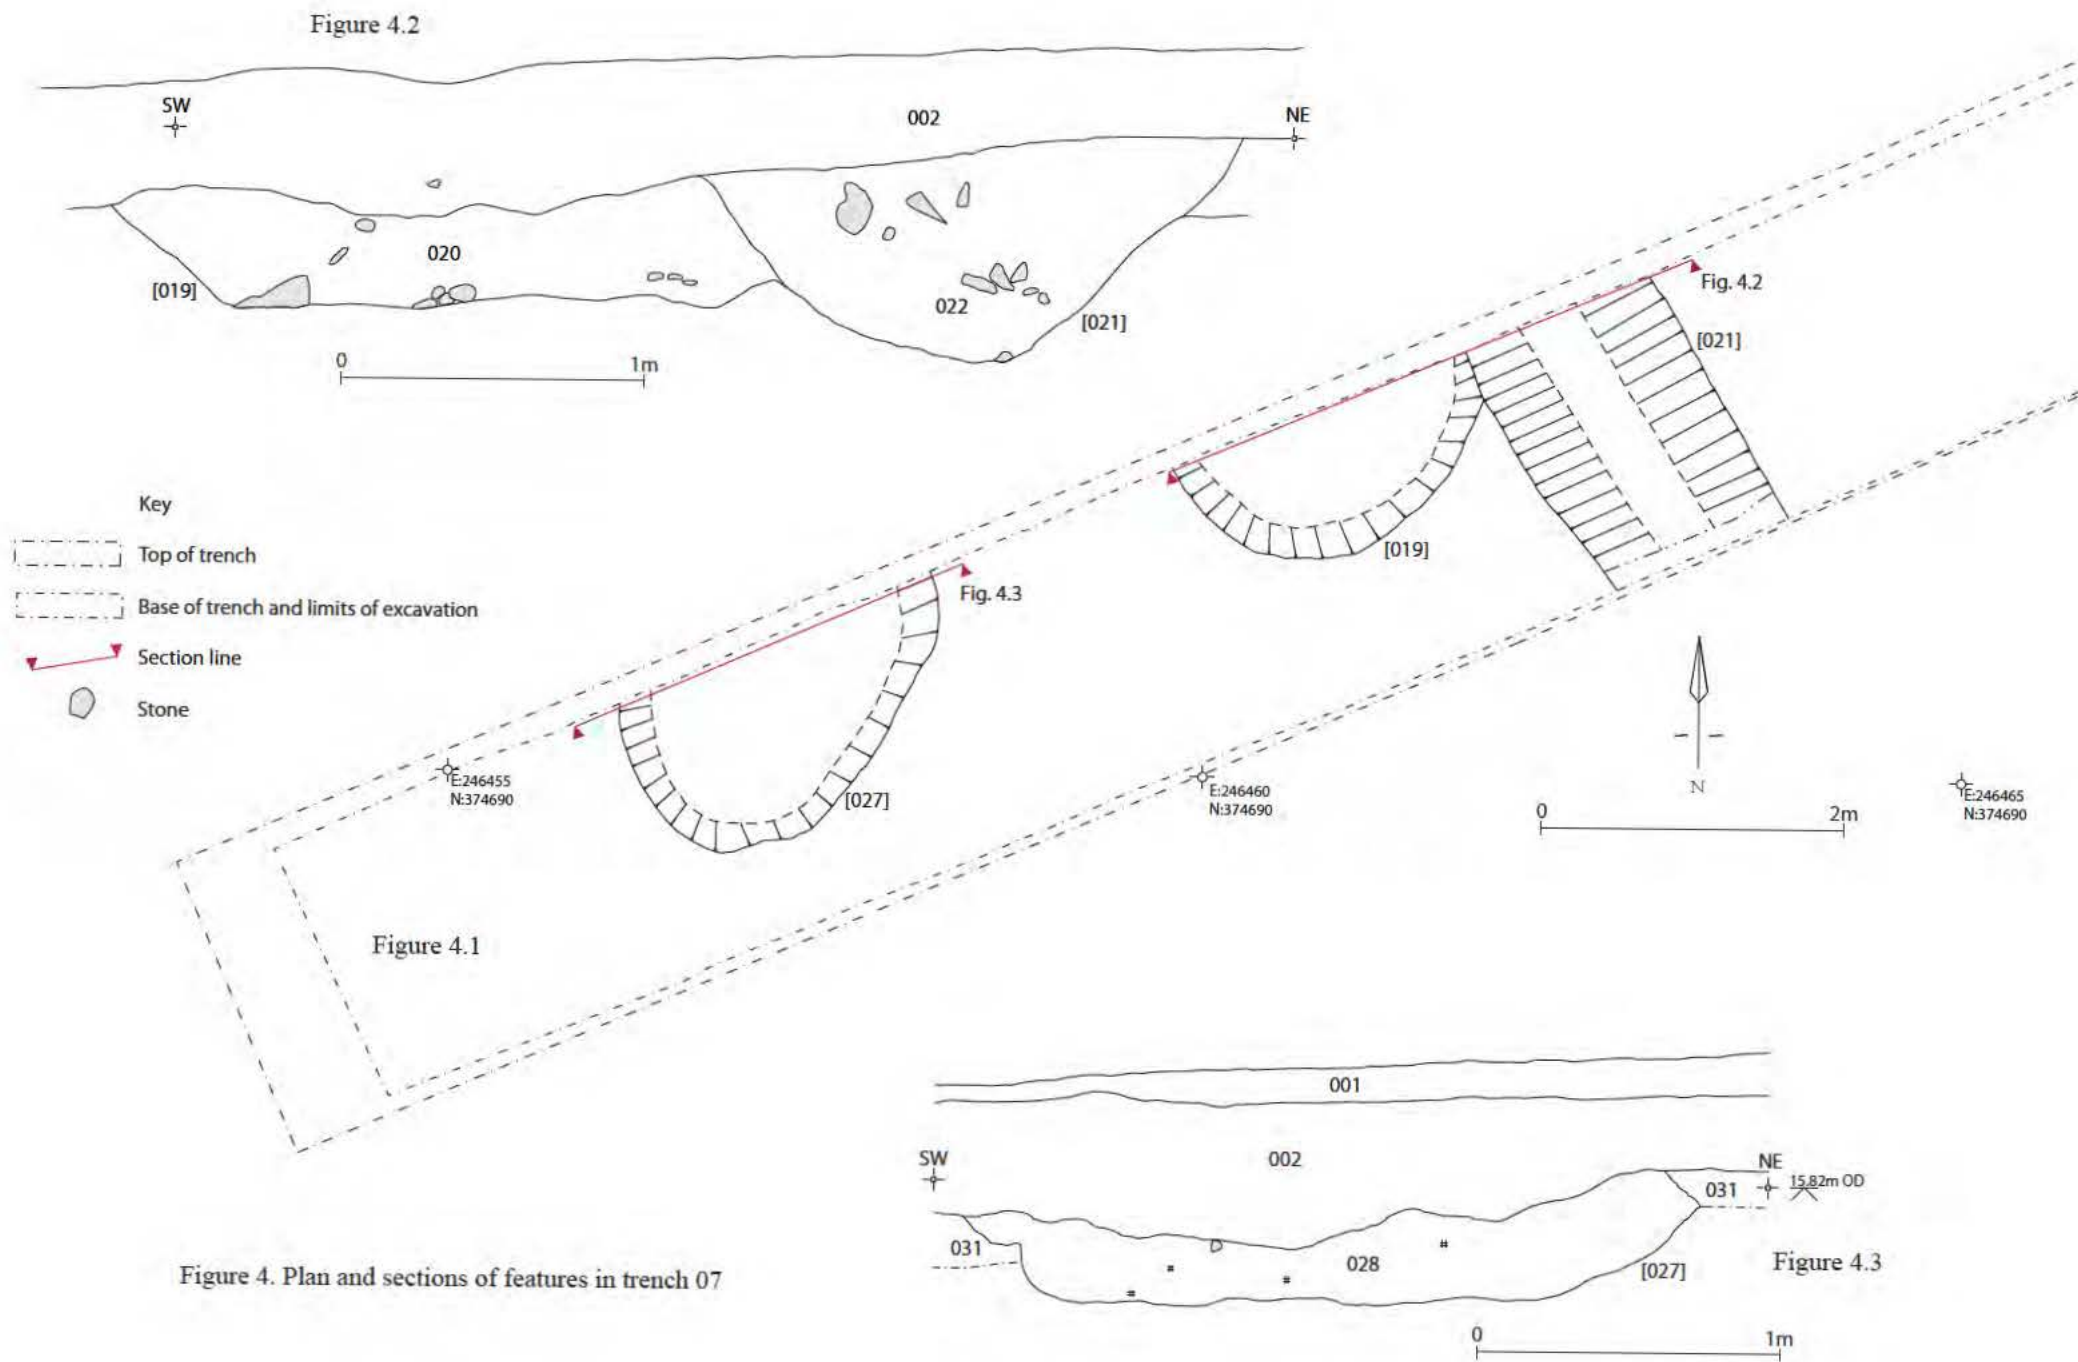 Figure 4.2
SW
002
NE
020
[019]
022
[021]
0
1m
Fig. 4.2
[021]
[019]
Key
Top of trench
Base of trench and limits of excavation
Section line
Stone
Fig. 4.3
[027]
E:246455
N:374690
E:246460
N:374690
N
0
2m
E:246465
N:374690
Figure 4.1
001
SW
002
NE
15.82m OD
031
031
028
[027]
Figure 4.3
0
1m
Figure 4. Plan and sections of features in trench 07